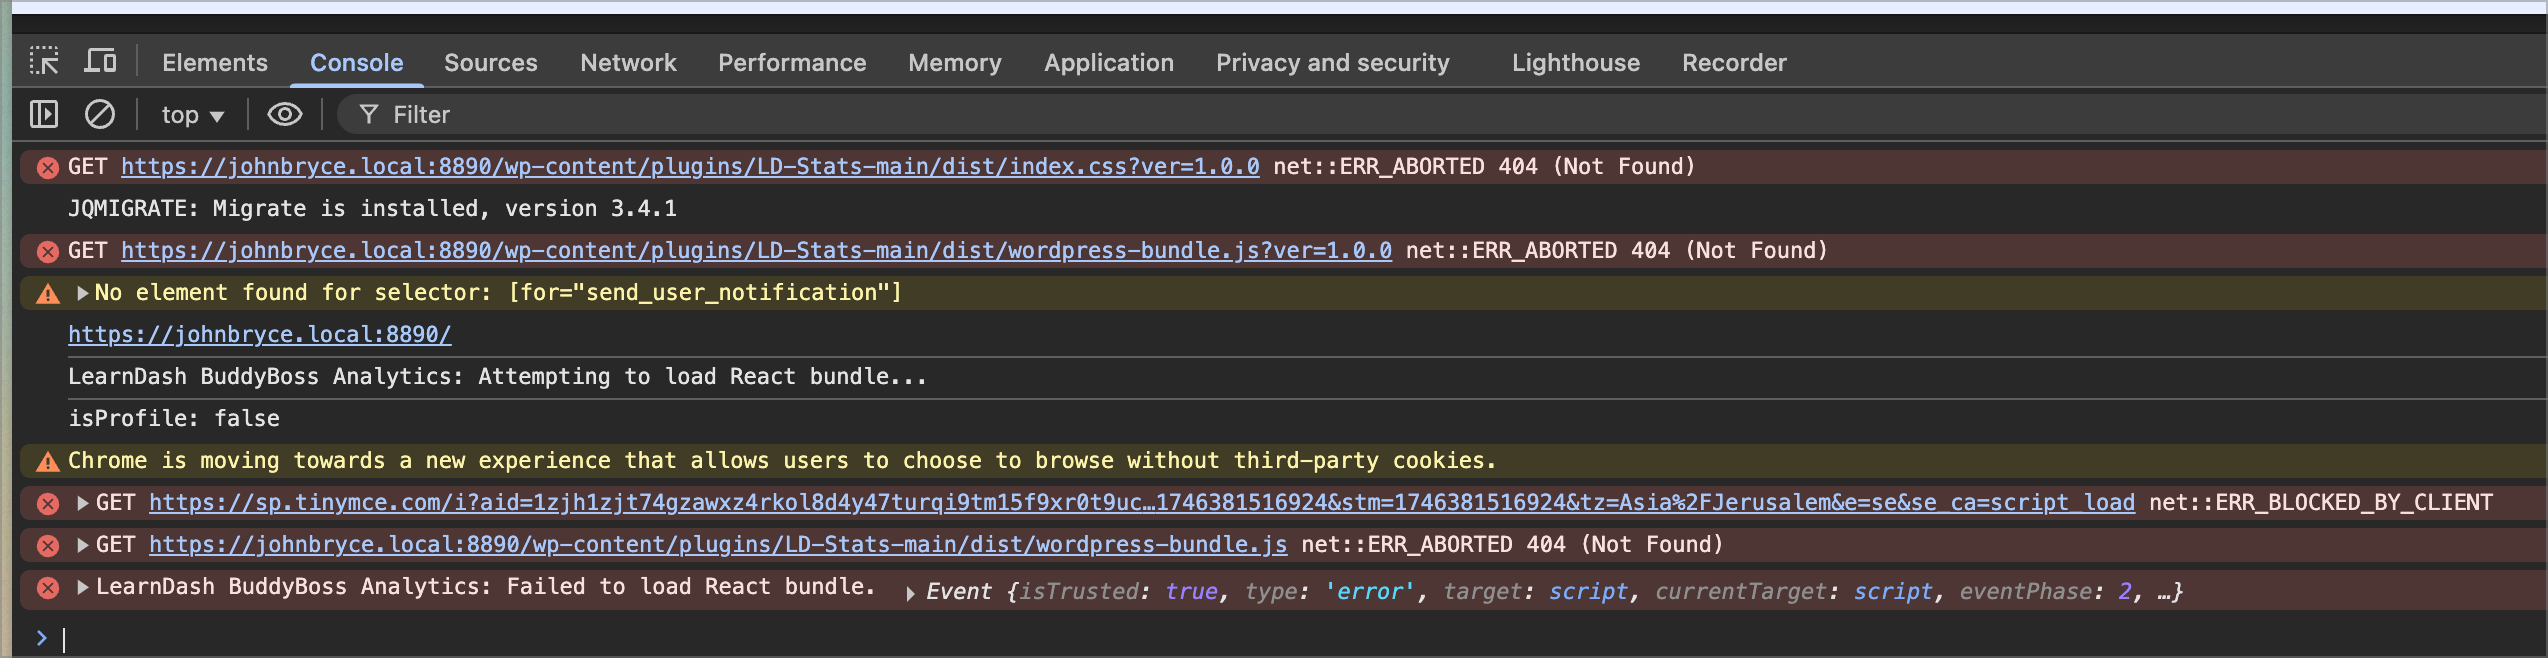 Elements Console Sources Network Performance Memory Application Privacy and security Lighthouse Recorder
top Filter
GET https://johnbryce.local:8890/wp-content/plugins/LD-Stats-main/dist/index.css?ver=1.0.0 net::ERR_ABORTED 404 (Not Found)
JQMIGRATE: Migrate is installed, version 3.4.1
GET https://johnbryce.local:8890/wp-content/plugins/LD-Stats-main/dist/wordpress-bundle.js?ver=1.0.0 net::ERR_ABORTED 404 (Not Found)
No element found for selector: [for="send_user_notification"]
https://johnbryce.local:8890/
LearnDash BuddyBoss Analytics: Attempting to load React bundle...
isProfile: false
Chrome is moving towards a new experience that allows users to choose to browse without third-party cookies.
GET https://sp.tinymce.com/i?aid=1zjh1zjt74gzawxz4rkol8d4y47turqi9tm15f9xr0t9uc…1746381516924&stm=1746381516924&tz=Asia%2FJerusalem&e=se&se_ca=script_load net::ERR_BLOCKED_BY_CLIENT
GET https://johnbryce.local:8890/wp-content/plugins/LD-Stats-main/dist/wordpress-bundle.js net::ERR_ABORTED 404 (Not Found)
LearnDash BuddyBoss Analytics: Failed to load React bundle. Event {isTrusted: true, type: 'error', target: script, currentTarget: script, eventPhase: 2, …}